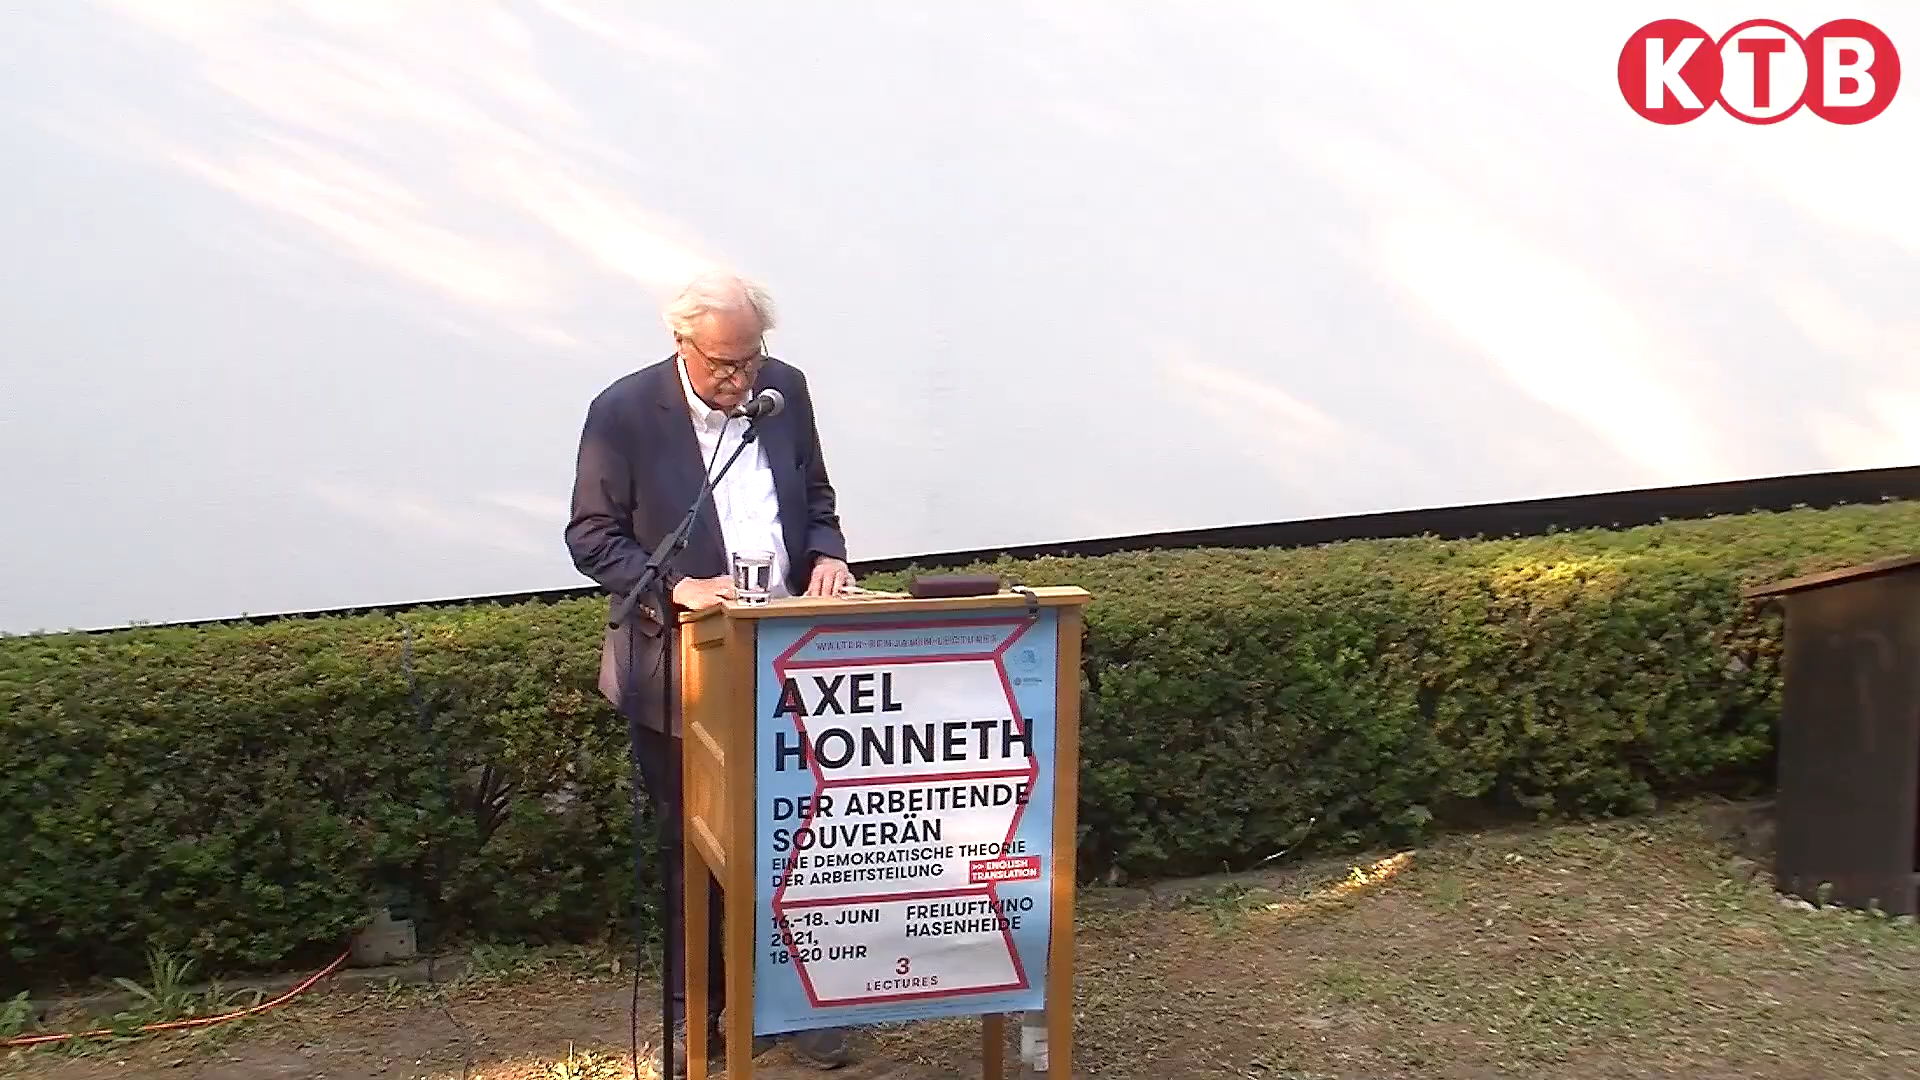 KTB
WALTER-BENJAMIN-LECTURES
AXEL
HONNETH
DER ARBEITENDE
SOUVERÄN
EINE DEMOKRATISCHE THEORIE
DER ARBEITSTEILUNG
>> ENGLISH
TRANSLATION
16.–18. JUNI
2021,
18–20 UHR
FREILUFTKINO
HASENHEIDE
3
LECTURES